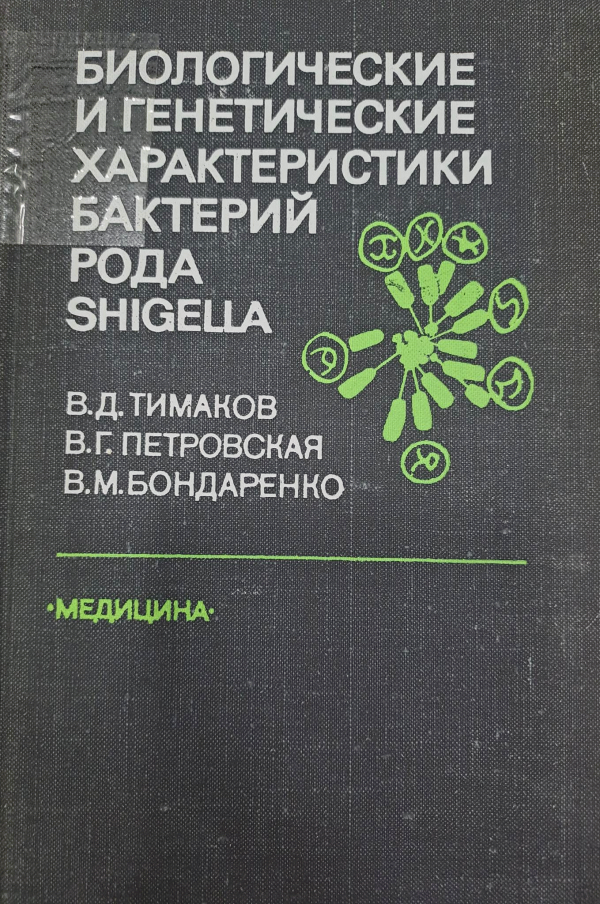 БИОЛОГИЧЕСКИЕ
И ГЕНЕТИЧЕСКИЕ
ХАРАКТЕРИСТИКИ
БАКТЕРИЙ
РОДА
SHIGELLA
В.Д. ТИМАКОВ
В.Г. ПЕТРОВСКАЯ
В.М. БОНДАРЕНКО
·МЕДИЦИНА·